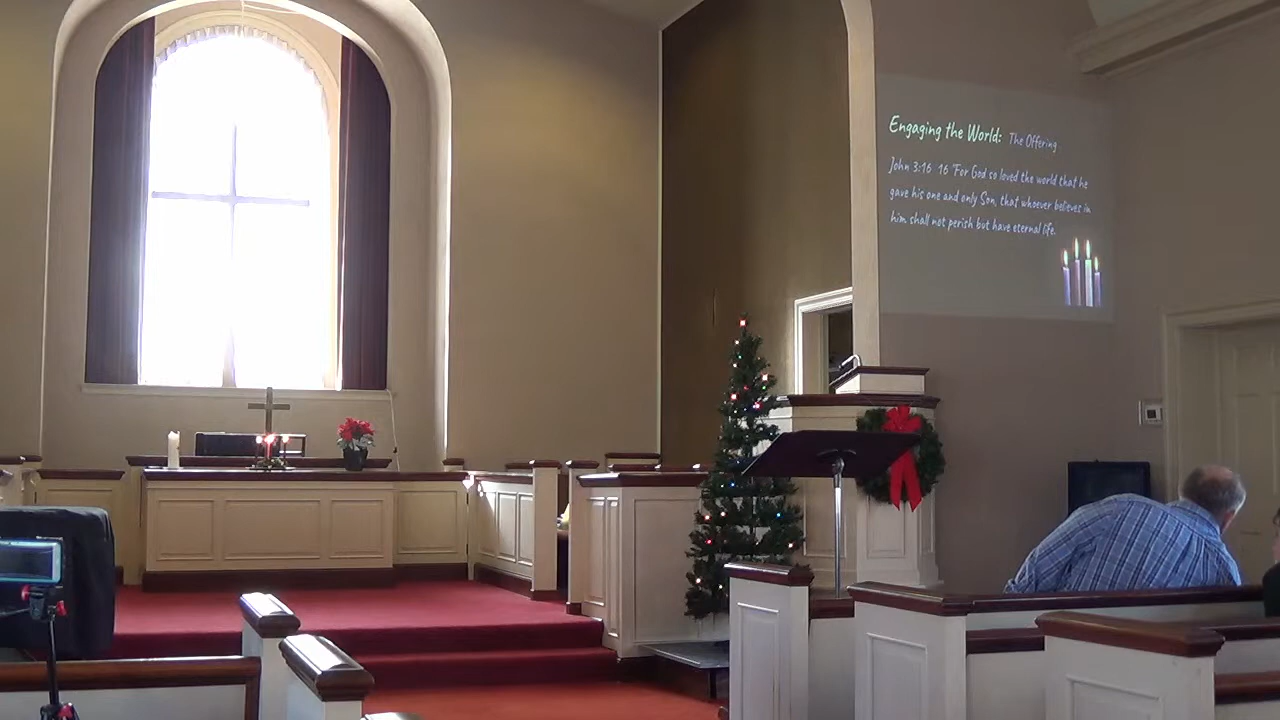 Engaging the World: The Offering
John 3:16 16 "For God so loved the world that he
gave his one and only Son, that whoever believes in
him shall not perish but have eternal life.